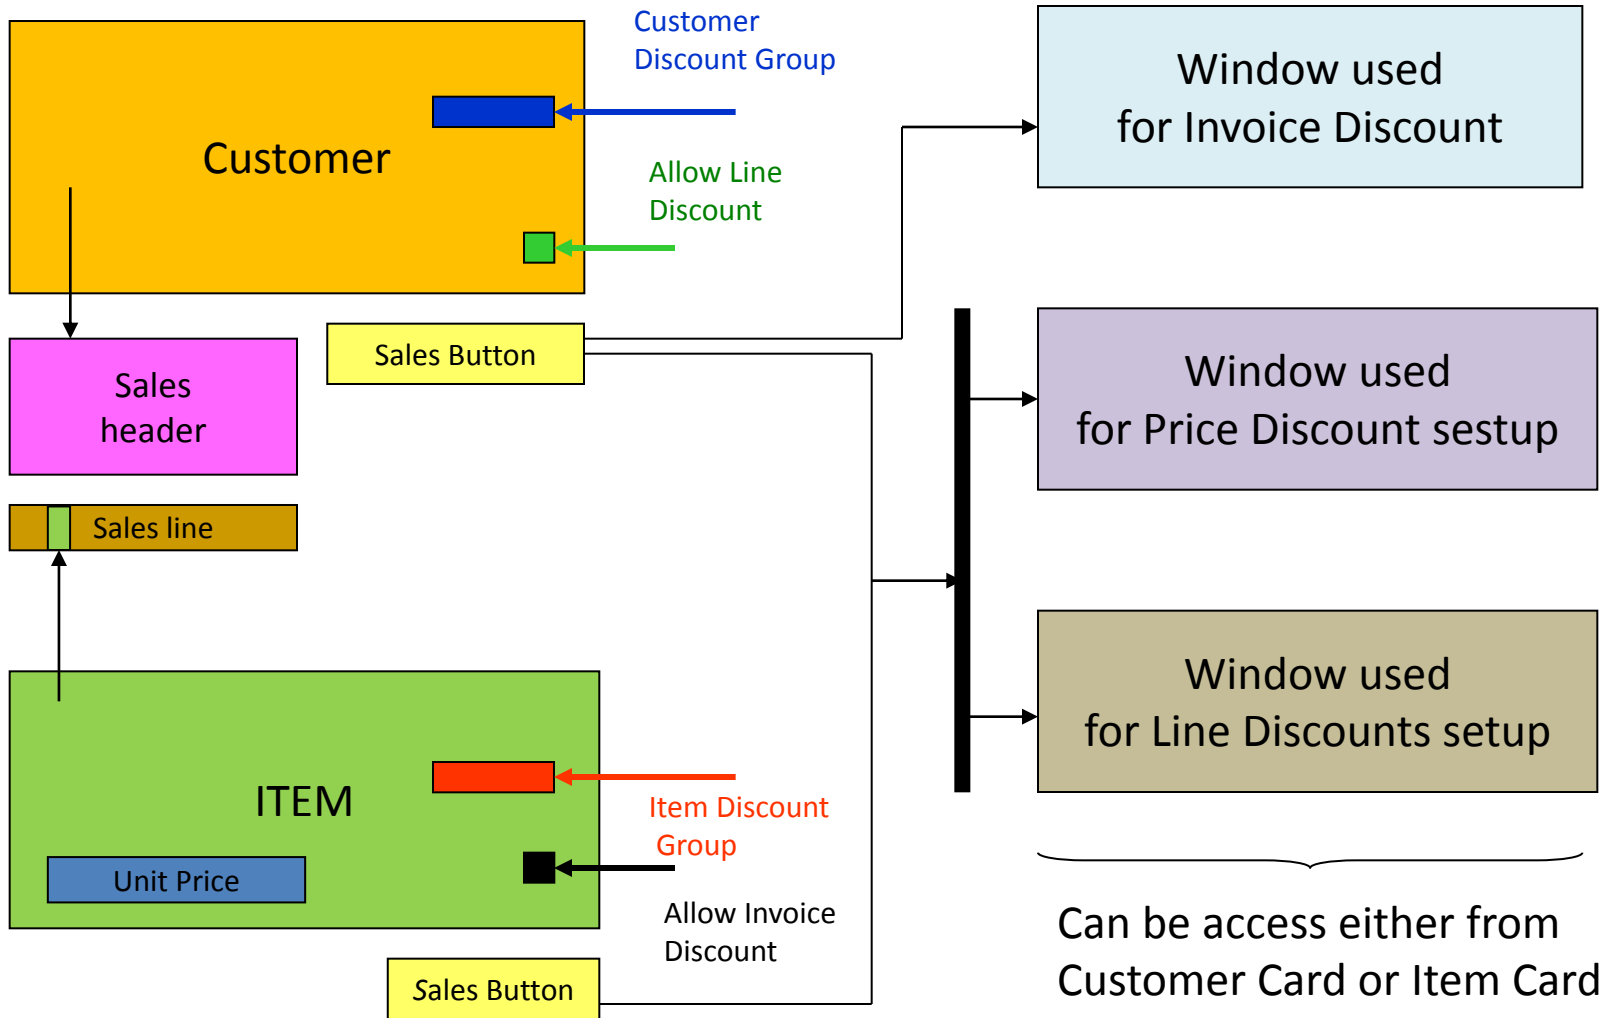 Customer
Discount Group
Customer
Allow Line
Discount
Sales Button
Sales
header
Sales line
ITEM
Item Discount
Group
Unit Price
Allow Invoice
Discount
Sales Button
Window used
for Invoice Discount
Window used
for Price Discount sestup
Window used
for Line Discounts setup
Can be access either from
Customer Card or Item Card